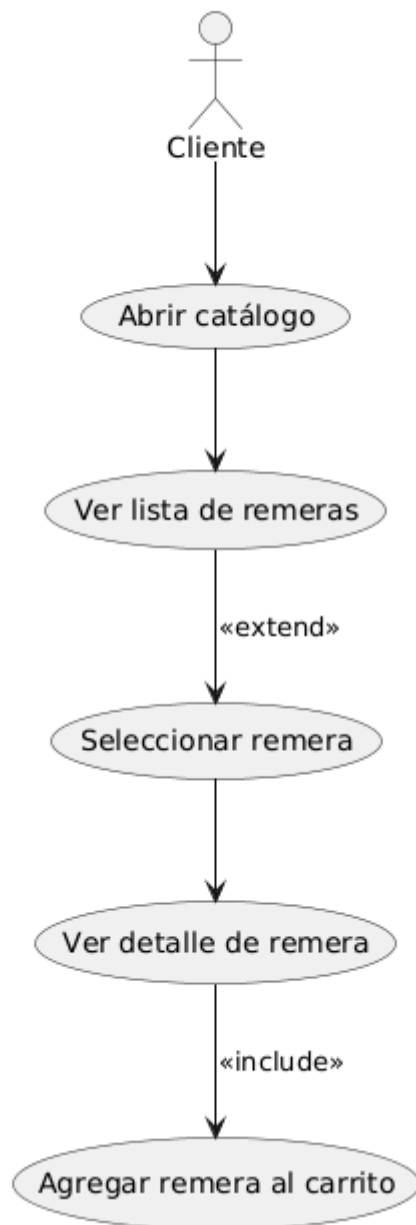 Cliente
Abrir catálogo
Ver lista de remeras
«extend»
Seleccionar remera
Ver detalle de remera
«include»
Agregar remera al carrito